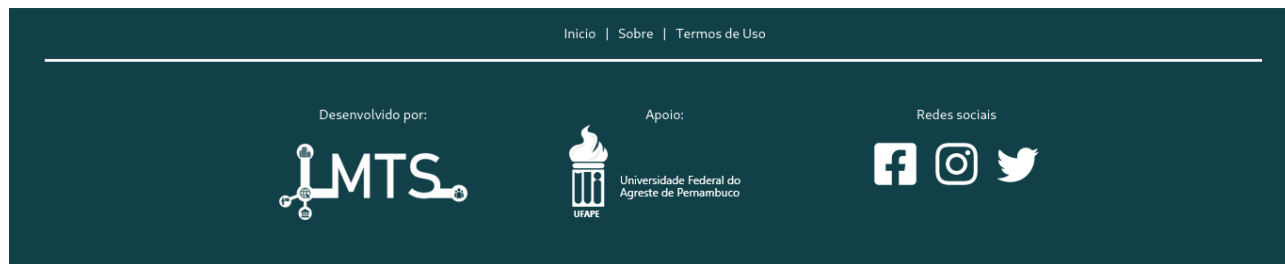 Inicio | Sobre | Termos de Uso
Desenvolvido por:
LMTS
Apoio:
UFAPE
Universidade Federal do
Agreste de Pernambuco
Redes sociais